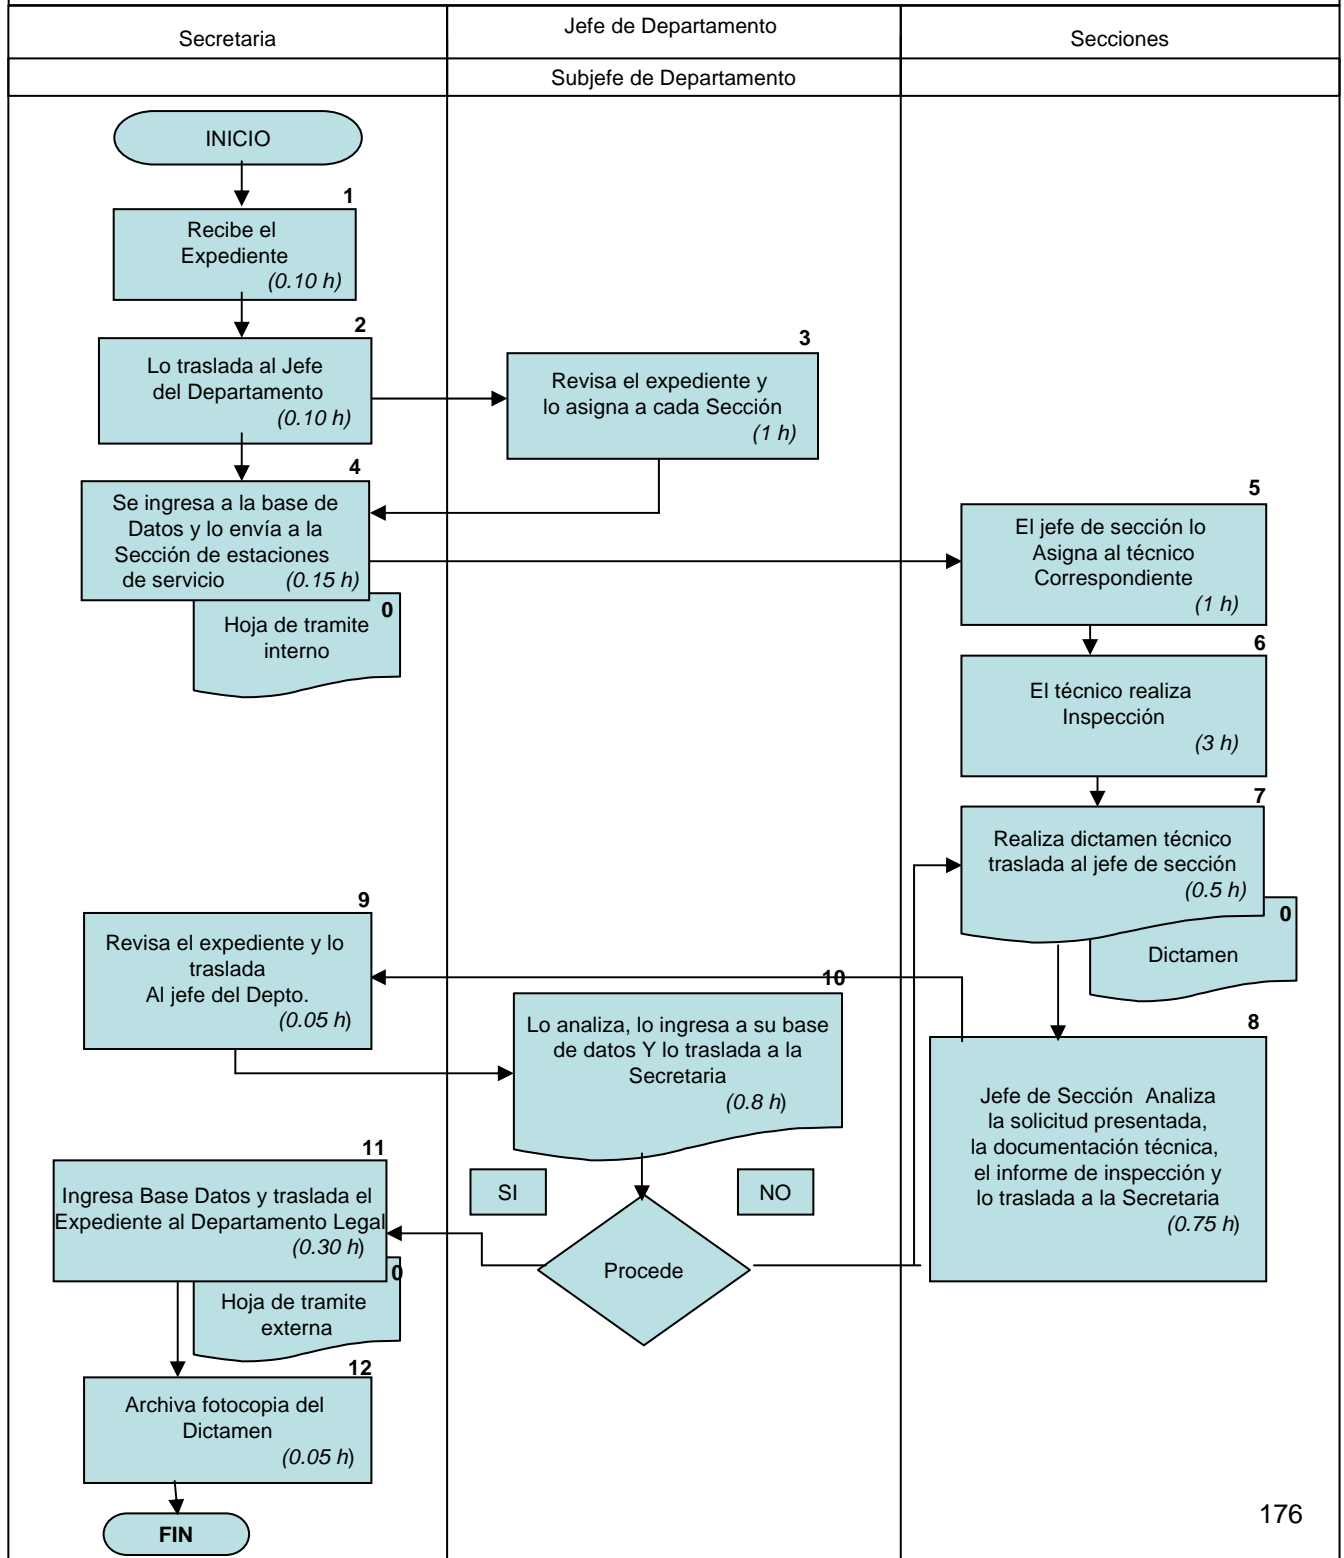 Secretaria
Jefe de Departamento
Secciones
Subjefe de Departamento
INICIO
1
Recibe el
Expediente
(0.10 h)
2
Lo traslada al Jefe
del Departamento
(0.10 h)
3
Revisa el expediente y
lo asigna a cada Sección
(1 h)
4
Se ingresa a la base de
Datos y lo envía a la
Sección de estaciones
de servicio (0.15 h)
0
Hoja de tramite
interno
5
El jefe de sección lo
Asigna al técnico
Correspondiente
(1 h)
6
El técnico realiza
Inspección
(3 h)
7
Realiza dictamen técnico
traslada al jefe de sección
(0.5 h)
0
Dictamen
8
Jefe de Sección Analiza
la solicitud presentada,
la documentación técnica,
el informe de inspección y
lo traslada a la Secretaria
(0.75 h)
9
Revisa el expediente y lo
traslada
Al jefe del Depto.
(0.05 h)
10
Lo analiza, lo ingresa a su base
de datos Y lo traslada a la
Secretaria
(0.8 h)
SI
NO
Procede
11
Ingresa Base Datos y traslada el
Expediente al Departamento Legal
(0.30 h)
0
Hoja de tramite
externa
12
Archiva fotocopia del
Dictamen
(0.05 h)
FIN
176